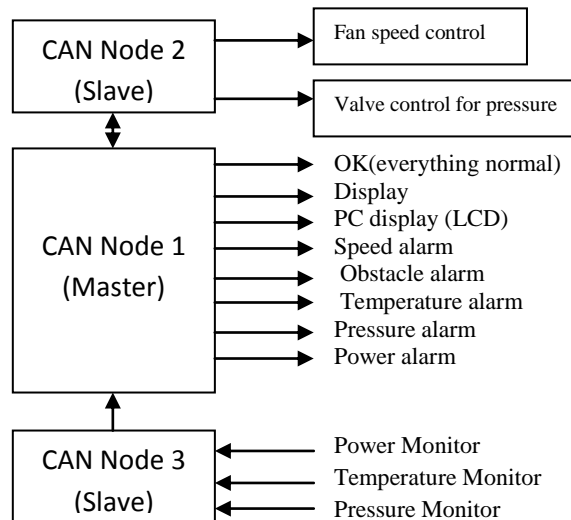 CAN Node 2
(Slave)
Fan speed control
Valve control for pressure
CAN Node 1
(Master)
OK(everything normal)
Display
PC display (LCD)
Speed alarm
Obstacle alarm
Temperature alarm
Pressure alarm
Power alarm
CAN Node 3
(Slave)
Power Monitor
Temperature Monitor
Pressure Monitor